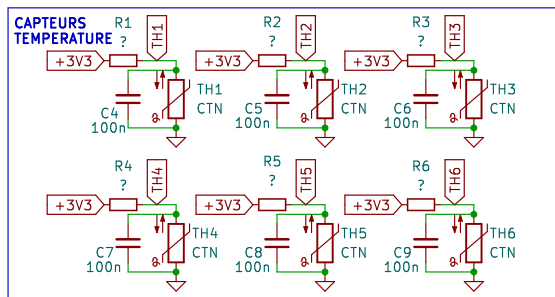 CAPTEURS
TEMPERATURE
R1
?
TH1
+3V3
TH1
CTN
C4
100n
R2
?
TH2
+3V3
TH2
CTN
C5
100n
R3
?
TH3
+3V3
TH3
CTN
C6
100n
R4
?
TH4
+3V3
TH4
CTN
C7
100n
R5
?
TH5
+3V3
TH5
CTN
C8
100n
R6
?
TH6
+3V3
TH6
CTN
C9
100n